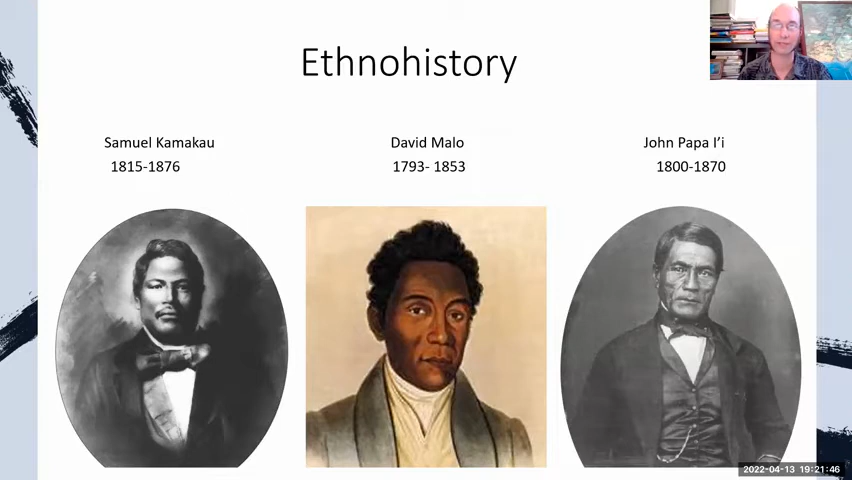 Ethnohistory
Samuel Kamakau
1815-1876
David Malo
1793- 1853
John Papa I’i
1800-1870
2022-04-13 19:21:46